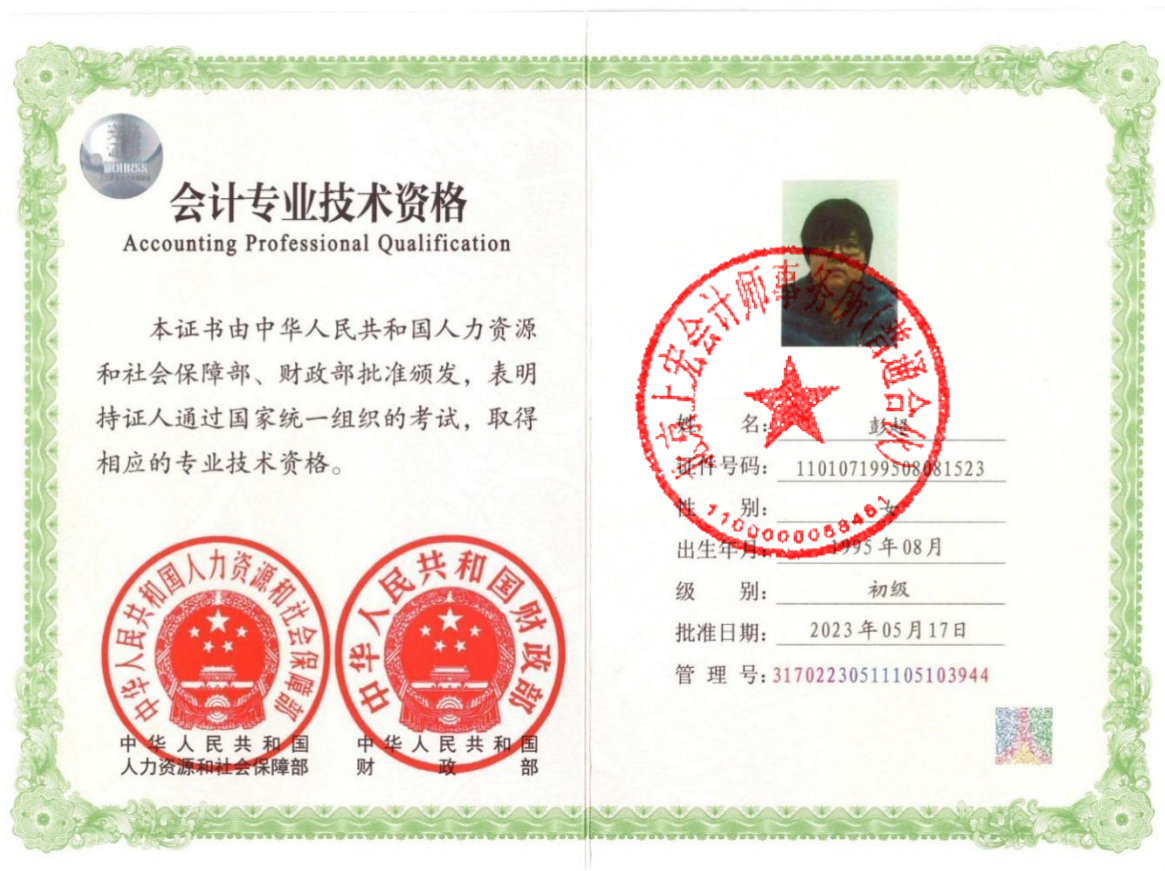 会计专业技术资格
Accounting Professional Qualification
本证书由中华人民共和国人力资源
和社会保障部、财政部批准颁发，表明
持证人通过国家统一组织的考试，取得
相应的专业技术资格。
中华人民共和国人力资源和社会保障部
中华人民共和国财政部
中华人民共和国
人力资源和社会保障部
中华人民共和国
财政部
北京上宏会计师事务所(普通合伙)
姓名：彭超
证件号码：110107199508081523
性别：女
出生年月：1995年08月
级别：初级
批准日期：2023年05月17日
管理号：31702230511105103944